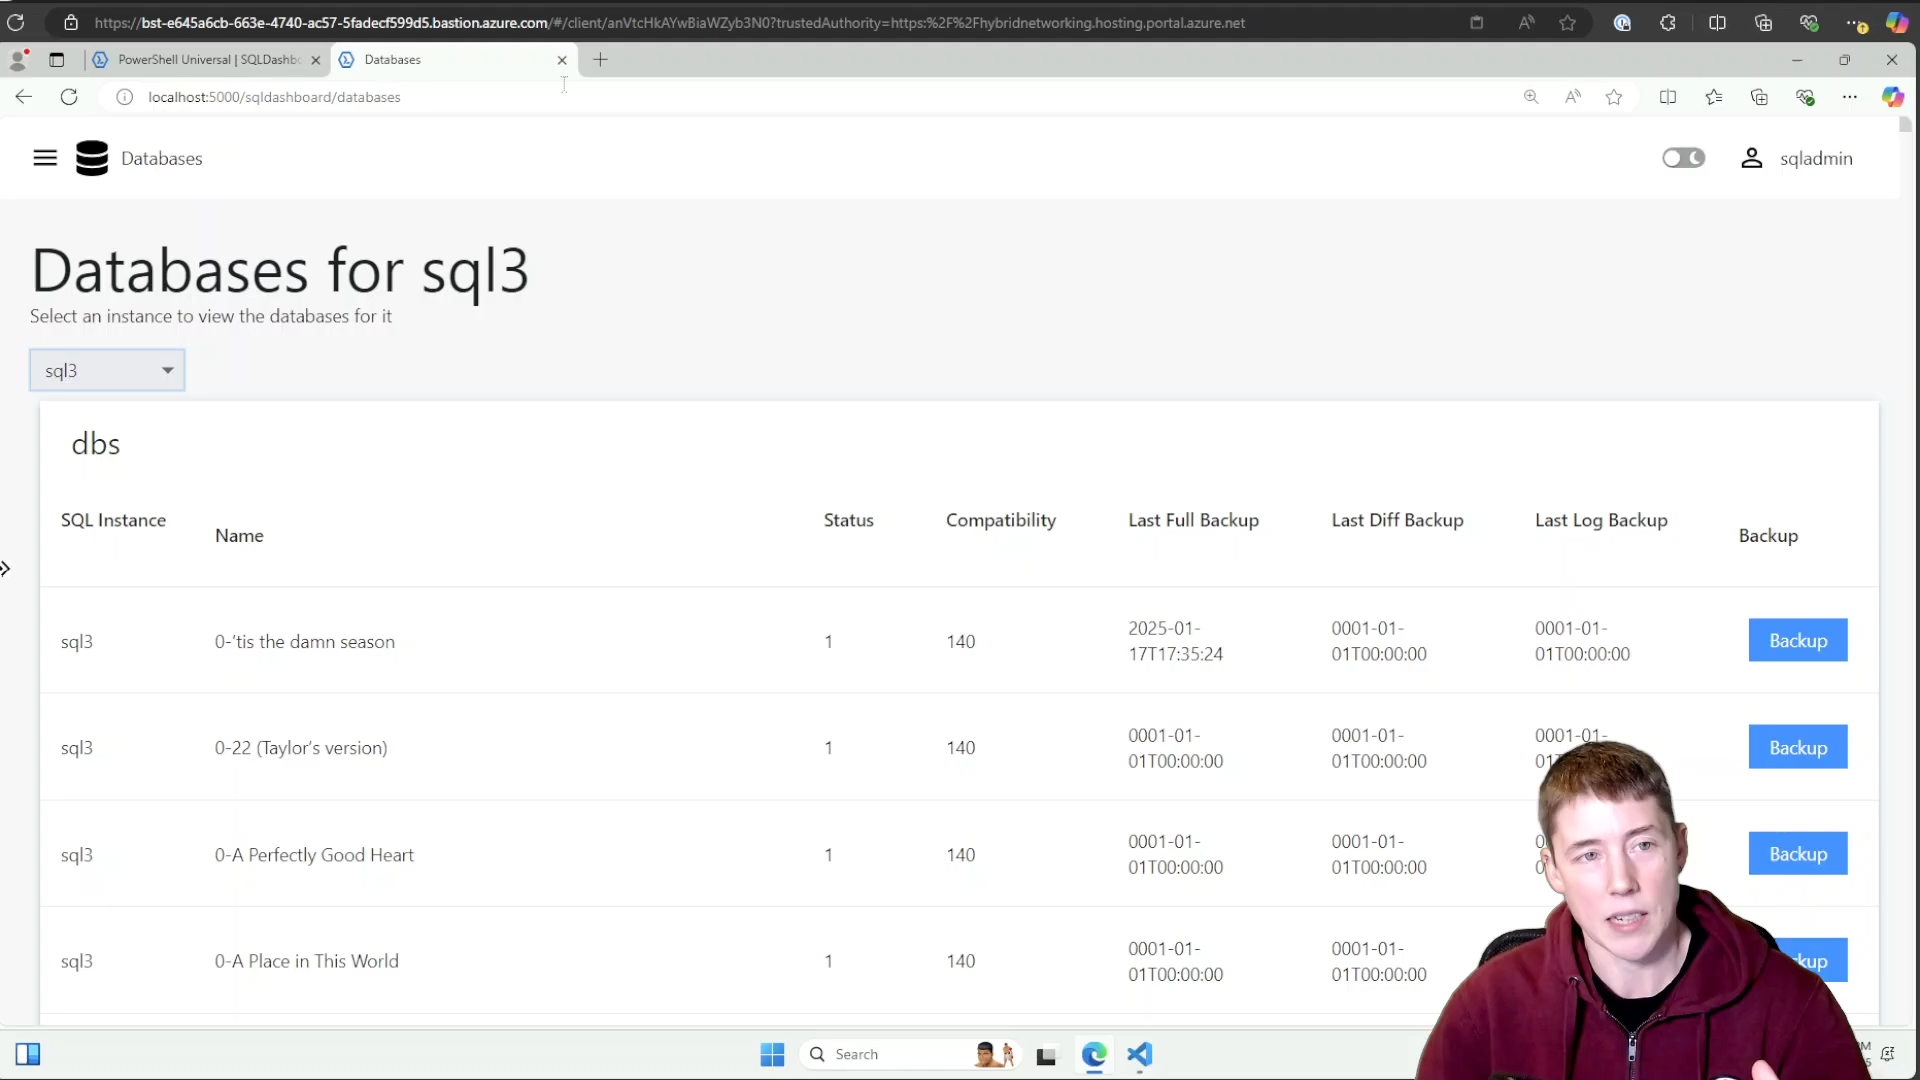 https://bst-e645a6cb-663e-4740-ac57-5fadecf599d5.bastion.azure.com/#/client/anVtcHkAYwBiaWZyb3N0?trustedAuthority=https:%2F%2Fhybridnetworking.hosting.portal.azure.net
PowerShell Universal | SQLDashbo
Databases
localhost:5000/sqldashboard/databases
Databases
sqladmin
Databases for sql3
Select an instance to view the databases for it
sql3
dbs
SQL Instance Name Status Compatibility Last Full Backup Last Diff Backup Last Log Backup Backup
sql3 0-'tis the damn season 1 140 2025-01-17T17:35:24 0001-01-01T00:00:00 0001-01-01T00:00:00 Backup
sql3 0-22 (Taylor's version) 1 140 0001-01-01T00:00:00 0001-01-01T00:00:00 0001-01- Backup
sql3 0-A Perfectly Good Heart 1 140 0001-01-01T00:00:00 0001-01-01T00:00:00 Backup
sql3 0-A Place in This World 1 140 0001-01-01T00:00:00 0001-01-01T00:00:00
Search